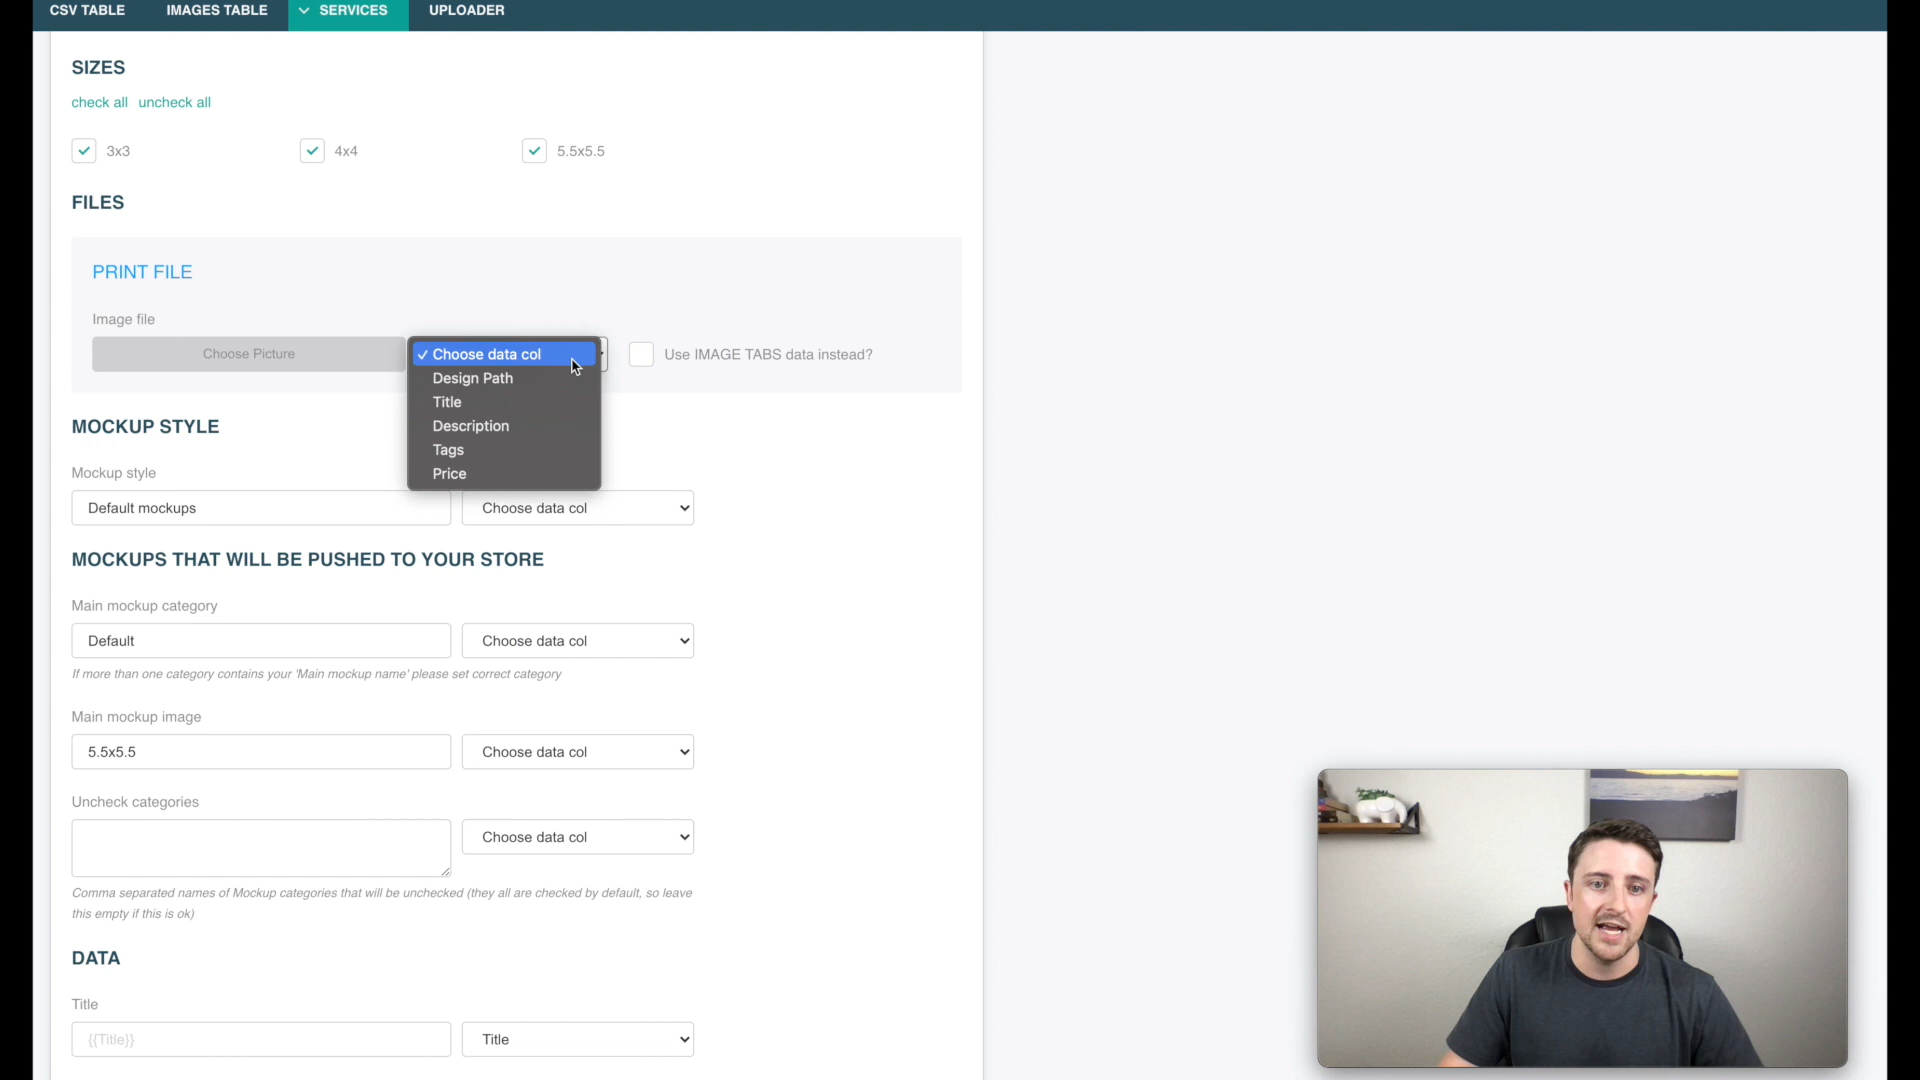 CSV TABLE IMAGES TABLE SERVICES UPLOADER
SIZES
check all uncheck all
3x3 4x4 5.5x5.5
FILES
PRINT FILE
Image file
Choose Picture Choose data col Use IMAGE TABS data instead?
Design Path
Title
Description
Tags
Price
MOCKUP STYLE
Mockup style
Default mockups Choose data col
MOCKUPS THAT WILL BE PUSHED TO YOUR STORE
Main mockup category
Default Choose data col
If more than one category contains your 'Main mockup name' please set correct category
Main mockup image
5.5x5.5 Choose data col
Uncheck categories
Choose data col
Comma separated names of Mockup categories that will be unchecked (they all are checked by default, so leave
this empty if this is ok)
DATA
Title
{{Title}} Title